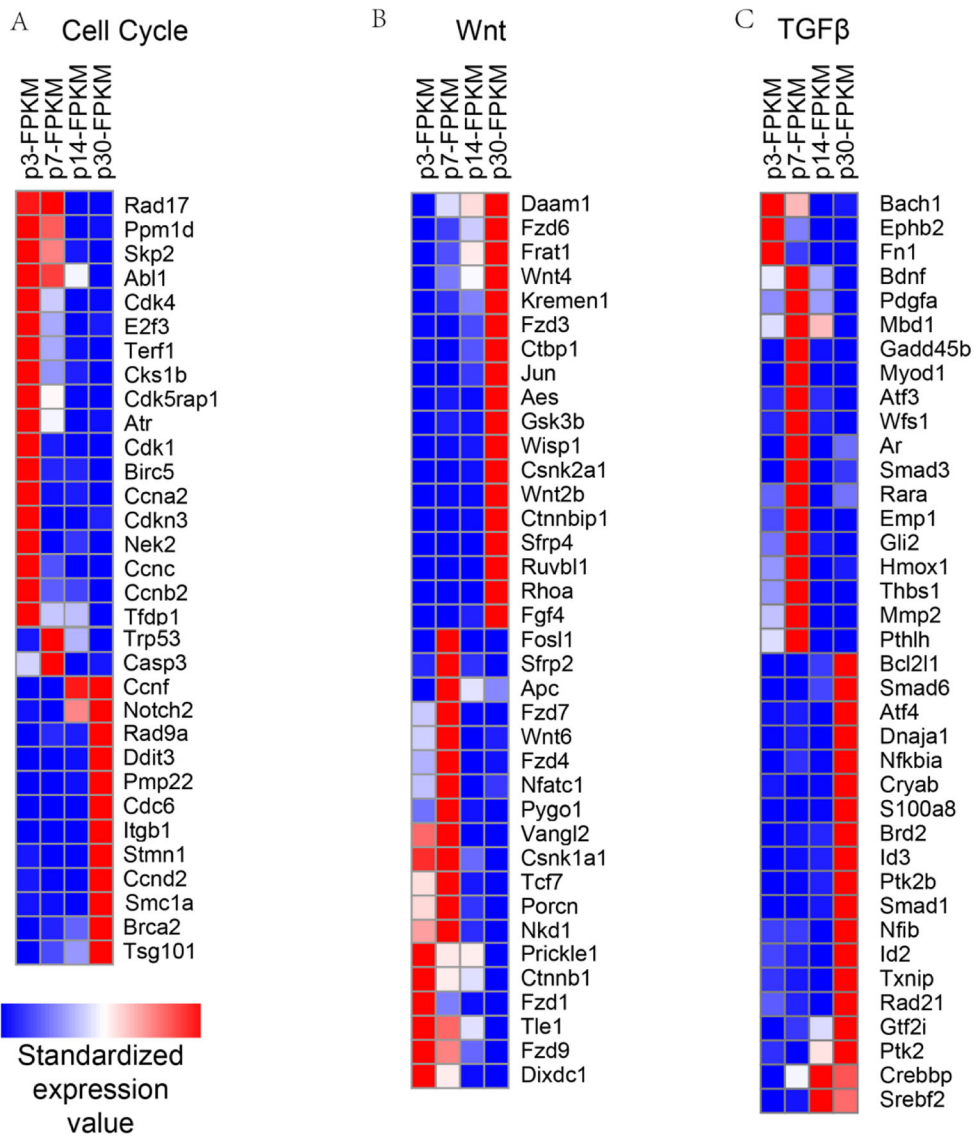 A
Cell Cycle
p3-FPKM
p7-FPKM
p14-FPKM
p30-FPKM
Rad17
Ppm1d
Skp2
Abl1
Cdk4
E2f3
Terf1
Cks1b
Cdk5rap1
Atr
Cdk1
Birc5
Ccna2
Cdkn3
Nek2
Ccnc
Ccnb2
Tfdp1
Trp53
Casp3
Ccnf
Notch2
Rad9a
Ddit3
Pmp22
Cdc6
Itgb1
Stmn1
Ccnd2
Smc1a
Brca2
Tsg101
Standardized
expression
value
B
Wnt
p3-FPKM
p7-FPKM
p14-FPKM
p30-FPKM
Daam1
Fzd6
Frat1
Wnt4
Kremen1
Fzd3
Ctbp1
Jun
Aes
Gsk3b
Wisp1
Csnk2a1
Wnt2b
Ctnnbip1
Sfrp4
Ruvbl1
Rhoa
Fgf4
Fosl1
Sfrp2
Apc
Fzd7
Wnt6
Fzd4
Nfatc1
Pygo1
Vangl2
Csnk1a1
Tcf7
Porcn
Nkd1
Prickle1
Ctnnb1
Fzd1
Tle1
Fzd9
Dixdc1
C
TGFβ
p3-FPKM
p7-FPKM
p14-FPKM
p30-FPKM
Bach1
Ephb2
Fn1
Bdnf
Pdgfa
Mbd1
Gadd45b
Myod1
Atf3
Wfs1
Ar
Smad3
Rara
Emp1
Gli2
Hmox1
Thbs1
Mmp2
Pthlh
Bcl2l1
Smad6
Atf4
Dnaja1
Nfkbia
Cryab
S100a8
Brd2
Id3
Ptk2b
Smad1
Nfib
Id2
Txnip
Rad21
Gtf2i
Ptk2
Crebbp
Srebf2